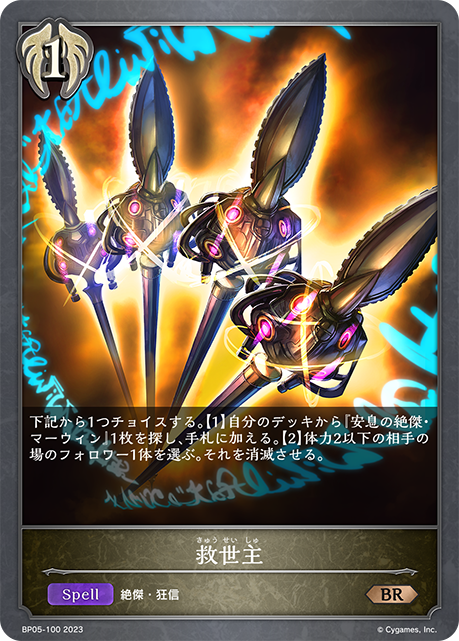 1
下記から1つチョイスする。【1】自分のデッキから『安息の絶傑・
マーウィン』1枚を探し、手札に加える。【2】体力2以下の相手の
場のフォロワー1体を選ぶ。それを消滅させる。
きゅう せい しゅ
救世主
Spell 絶傑・狂信 BR
BP05-100 2023 © Cygames, Inc.